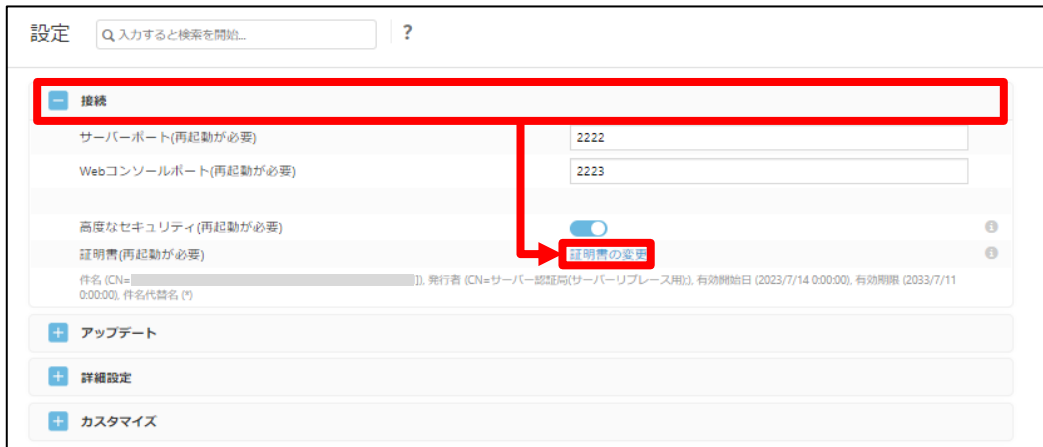 設定
入力すると検索を開始...
?
接続
サーバーポート(再起動が必要)
2222
Webコンソールポート(再起動が必要)
2223
高度なセキュリティ(再起動が必要)
証明書(再起動が必要)
証明書の変更
件名 (CN= ]), 発行者 (CN=サーバー認証局(サーバーリプレース用);), 有効開始日 (2023/7/14 0:00:00), 有効期限 (2033/7/11
0:00:00), 件名代替名 (*)
アップデート
詳細設定
カスタマイズ